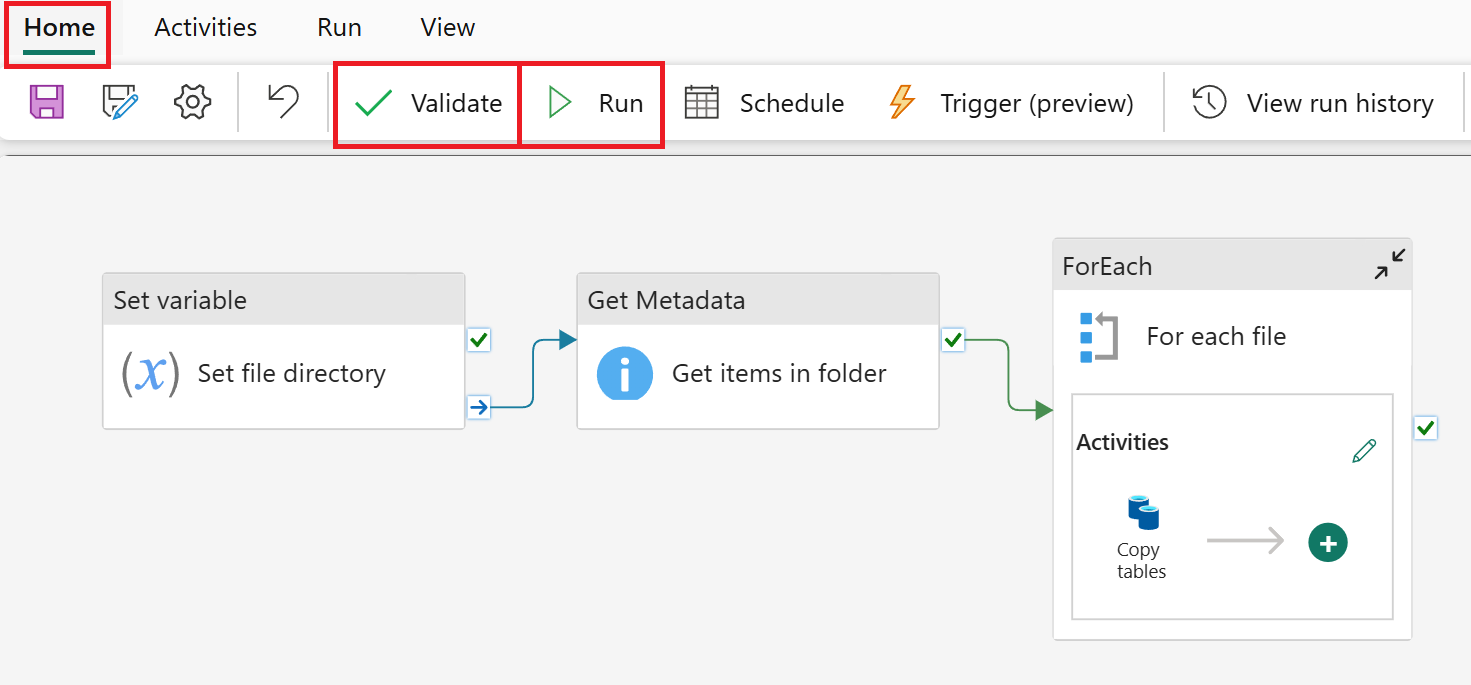 Home Activities Run View
Validate Run Schedule Trigger (preview) View run history
Set variable
(x) Set file directory
Get Metadata
i Get items in folder
ForEach
For each file
Activities
Copy
tables